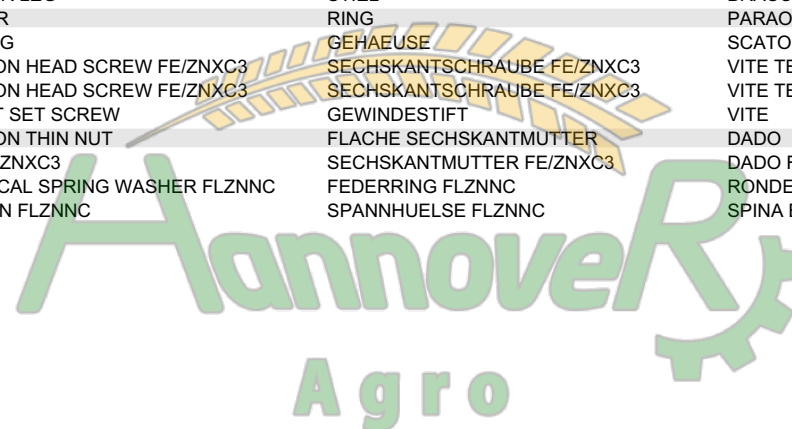 RING PARAO
G GEHAEUSE SCATO
ON HEAD SCREW FE/ZNXC3 SECHSKANTSCHRAUBE FE/ZNXC3 VITE TE
ON HEAD SCREW FE/ZNXC3 SECHSKANTSCHRAUBE FE/ZNXC3 VITE TE
T SET SCREW GEWINDESTIFT VITE
ON THIN NUT FLACHE SECHSKANTMUTTER DADO
ZNXC3 SECHSKANTMUTTER FE/ZNXC3 DADO F
CAL SPRING WASHER FLZNNC FEDERRING FLZNNC RONDE
N FLZNNC SPANNHUELSE FLZNNC SPINA E
HannoveR
Agro